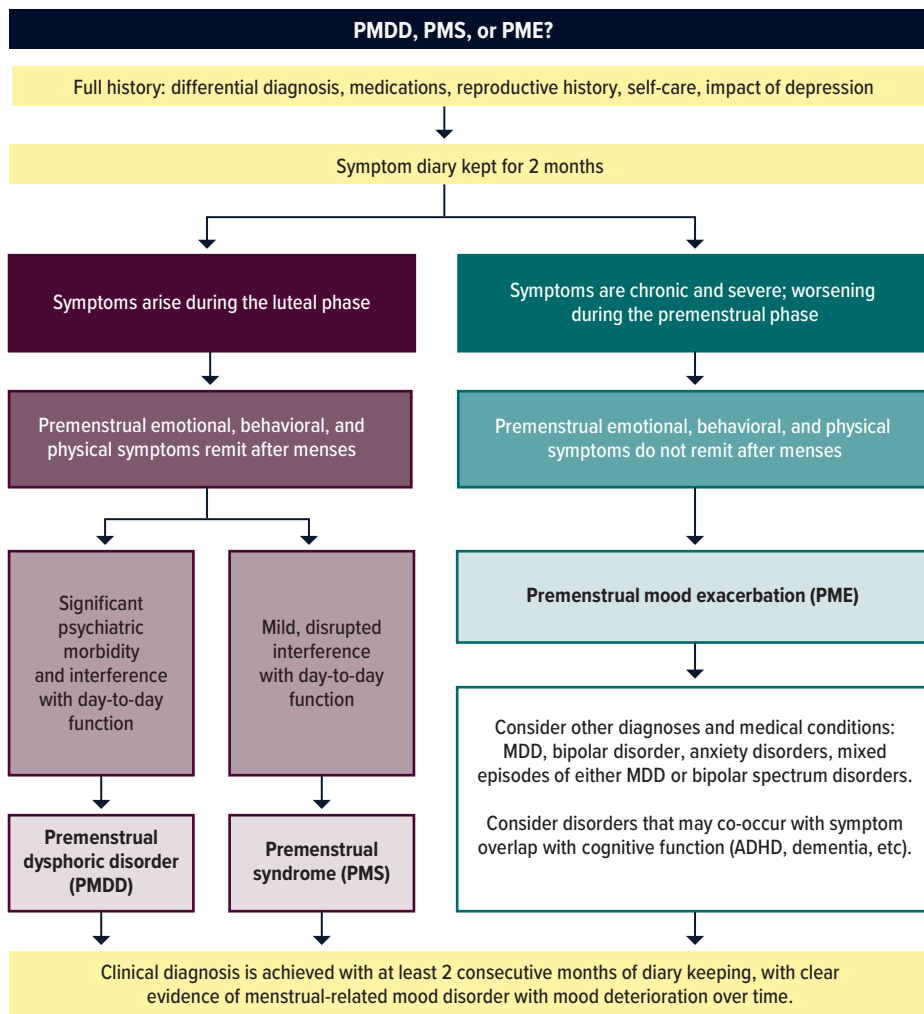 PMDD, PMS, or PME?
Full history: differential diagnosis, medications, reproductive history, self-care, impact of depression
Symptom diary kept for 2 months
Symptoms arise during the luteal phase
Symptoms are chronic and severe; worsening
during the premenstrual phase
Premenstrual emotional, behavioral, and
physical symptoms remit after menses
Premenstrual emotional, behavioral, and physical
symptoms do not remit after menses
Significant
psychiatric
morbidity
and interference
with day-to-day
function
Mild, disrupted
interference
with day-to-day
function
Premenstrual mood exacerbation (PME)
Consider other diagnoses and medical conditions:
MDD, bipolar disorder, anxiety disorders, mixed
episodes of either MDD or bipolar spectrum disorders.
Consider disorders that may co-occur with symptom
overlap with cognitive function (ADHD, dementia, etc).
Premenstrual
dysphoric disorder
(PMDD)
Premenstrual
syndrome (PMS)
Clinical diagnosis is achieved with at least 2 consecutive months of diary keeping, with clear
evidence of menstrual-related mood disorder with mood deterioration over time.